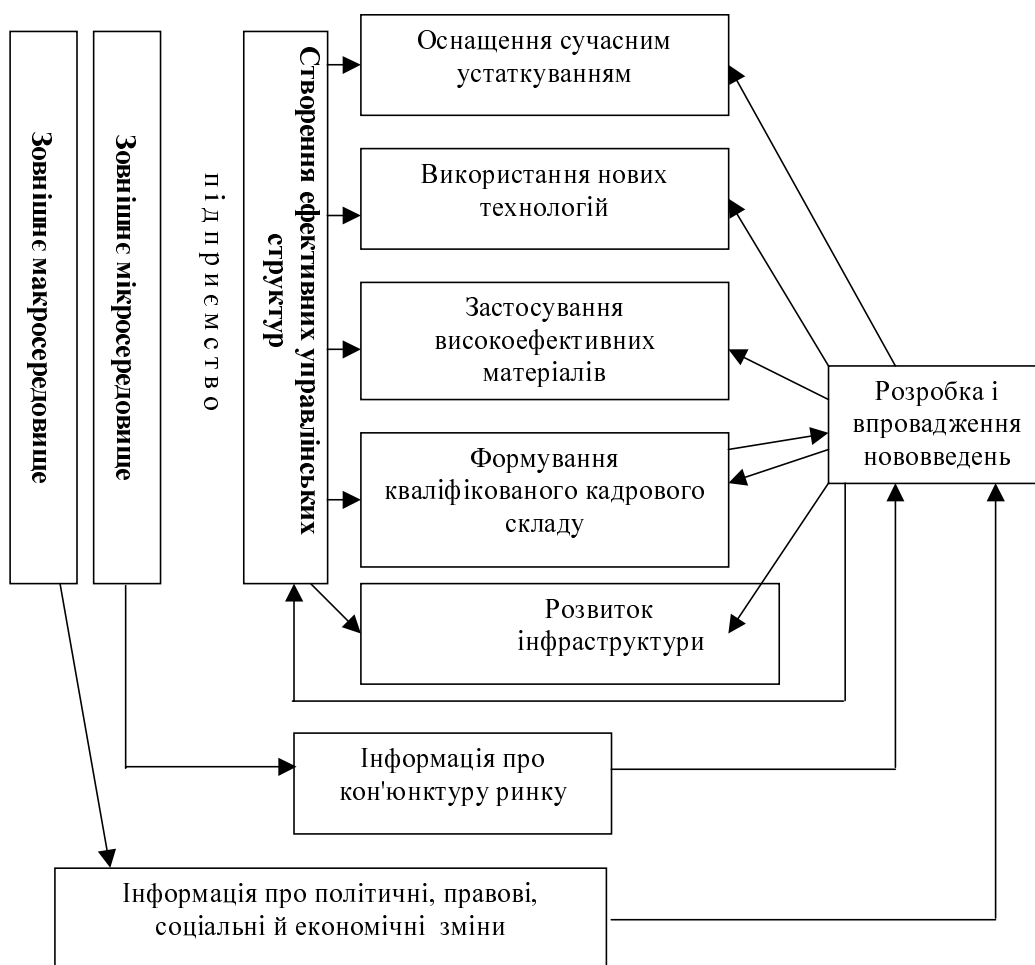 Зовнішнє макросередовище
Зовнішнє мікросередовище
підприємство
Створення ефективних управлінських
структур
Оснащення сучасним
устаткуванням
Використання нових
технологій
Застосування
високоефективних
матеріалів
Формування
кваліфікованого кадрового
складу
Розвиток
інфраструктури
Розробка і
впровадження
нововведень
Інформація про
кон'юнктуру ринку
Інформація про політичні, правові,
соціальні й економічні зміни